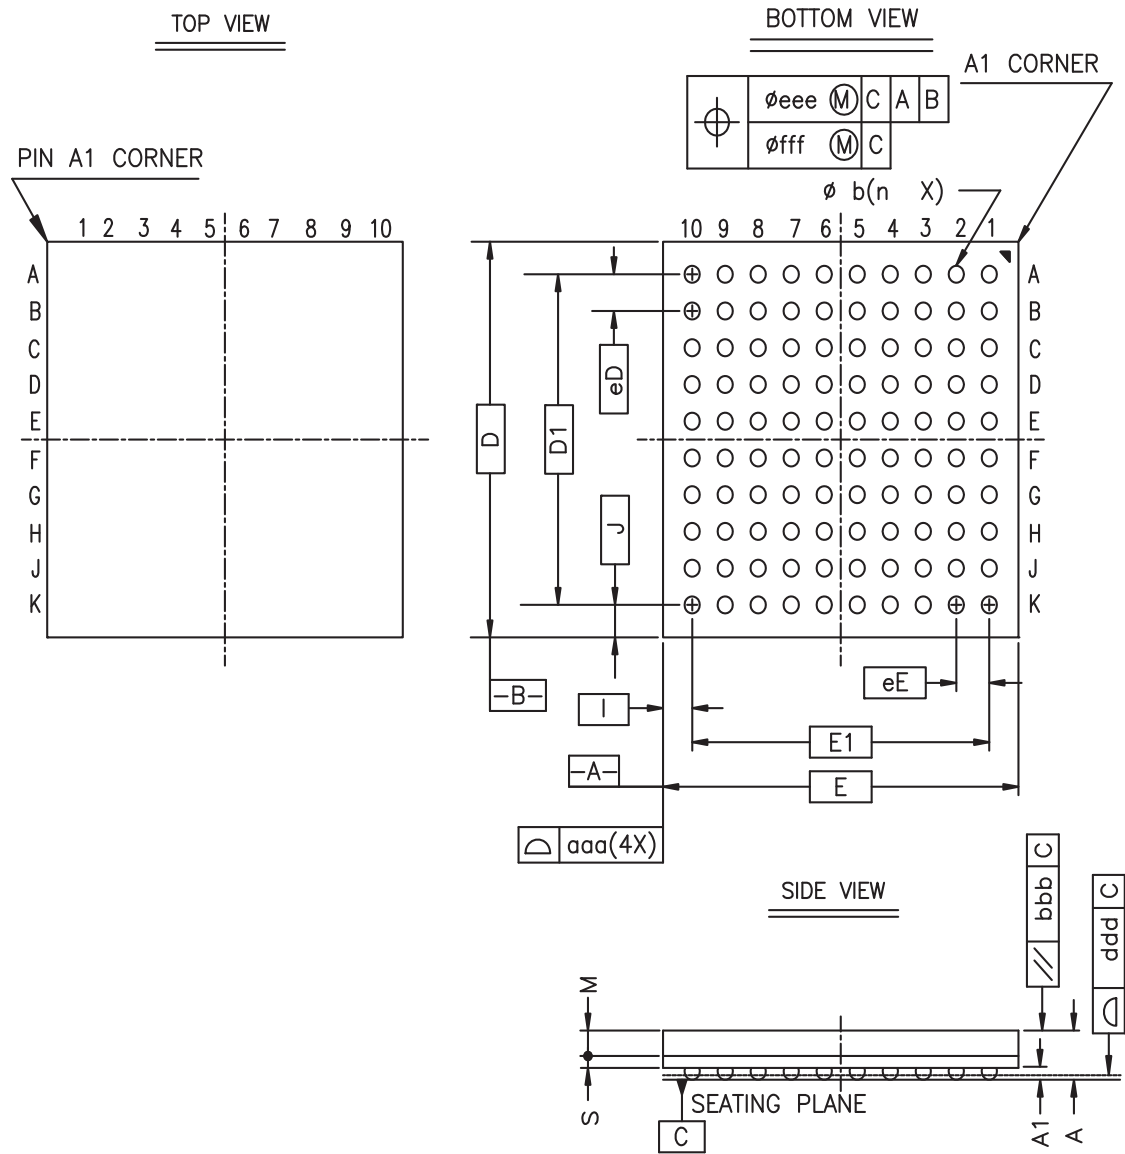 TOP VIEW
BOTTOM VIEW
A1 CORNER
øeee Ⓜ C A B
øfff Ⓜ C
PIN A1 CORNER
ø b(n X)
1 2 3 4 5 6 7 8 9 10
10 9 8 7 6 5 4 3 2 1
A
B
C
D
E
F
G
H
J
K
A
B
C
D
E
F
G
H
J
K
eD
D
D1
J
-B-
I
eE
E1
-A-
E
aaa(4X)
SIDE VIEW
// bbb C
ddd C
M
S
SEATING PLANE
C
A1
A